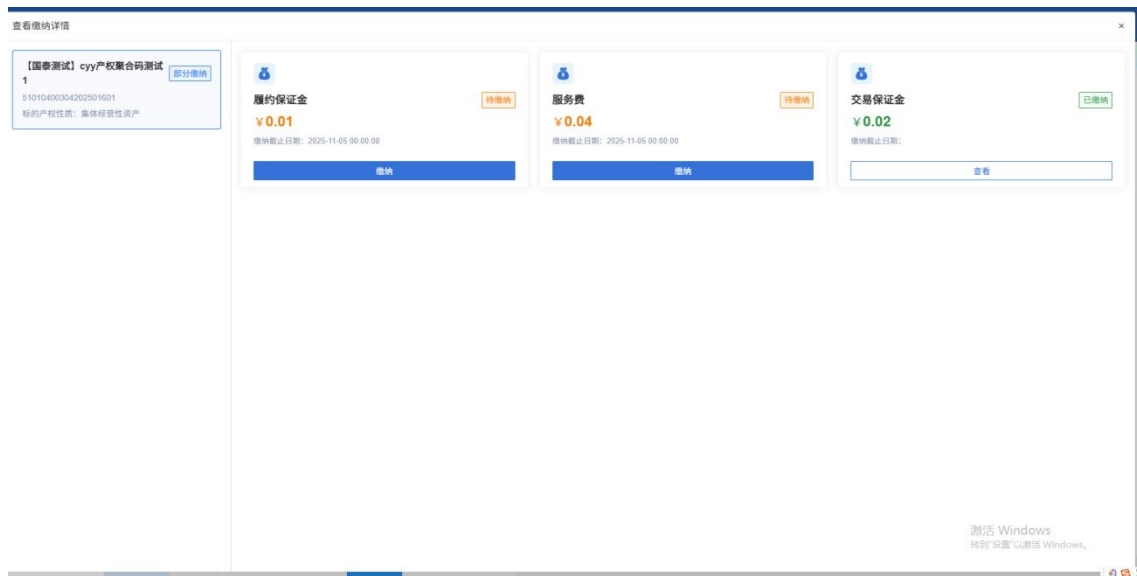 查看缴纳详情
×
【国泰测试】cyy产权聚合码测试
1
部分缴纳
51010400304202501601
标的产权性质：集体经营性资产
履约保证金
待缴纳
￥0.01
缴纳截止日期：2025-11-05 00:00:00
缴纳
服务费
待缴纳
￥0.04
缴纳截止日期：2025-11-05 00:00:00
缴纳
交易保证金
已缴纳
￥0.02
缴纳截止日期：
查看
激活 Windows
转到"设置"以激活 Windows。